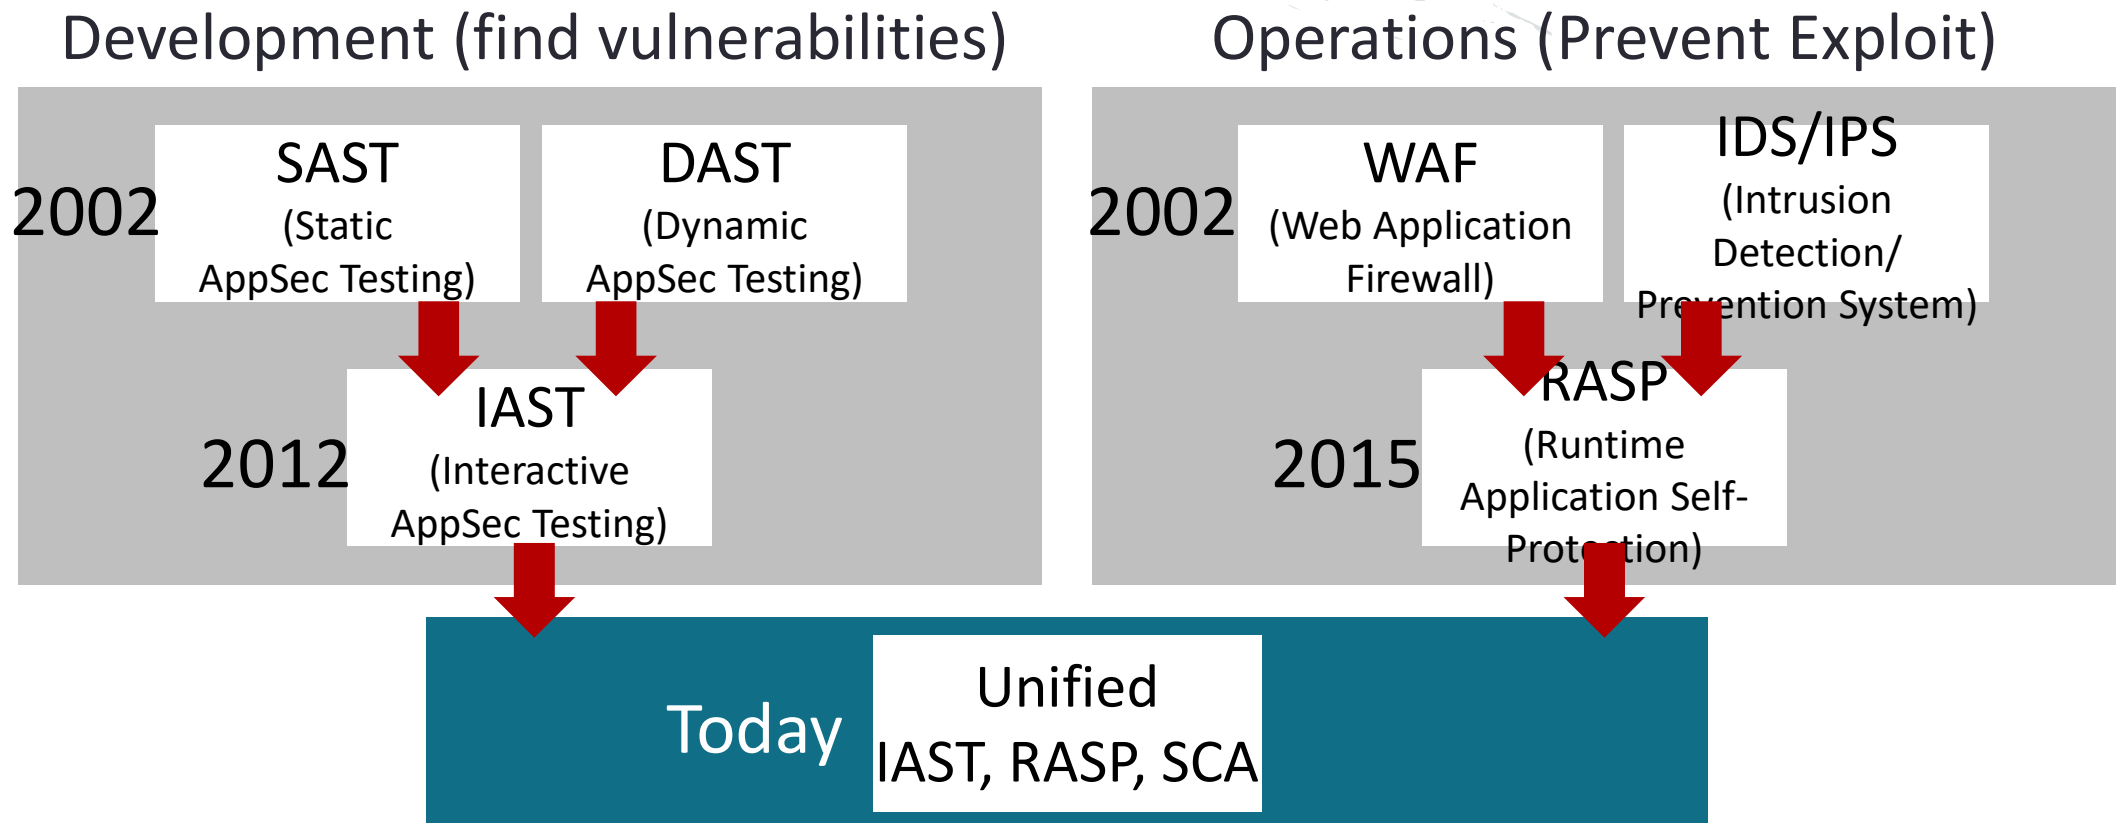 Development (find vulnerabilities)
2002
SAST
(Static
AppSec Testing)
DAST
(Dynamic
AppSec Testing)
2012
IAST
(Interactive
AppSec Testing)
Operations (Prevent Exploit)
2002
WAF
(Web Application
Firewall)
IDS/IPS
(Intrusion
Detection/
Prevention System)
2015
RASP
(Runtime
Application Self-
Protection)
Today
Unified
IAST, RASP, SCA